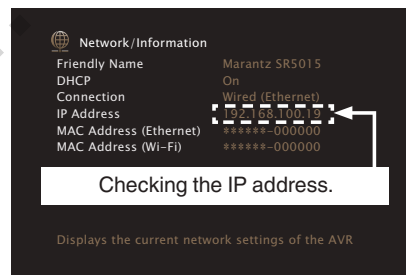 Network/Information
Friendly Name Marantz SR5015
DHCP On
Connection Wired (Ethernet)
IP Address 192.168.100.19
MAC Address (Ethernet) ******-000000
MAC Address (Wi-Fi) ******-000000
Checking the IP address.
Displays the current network settings of the AVR